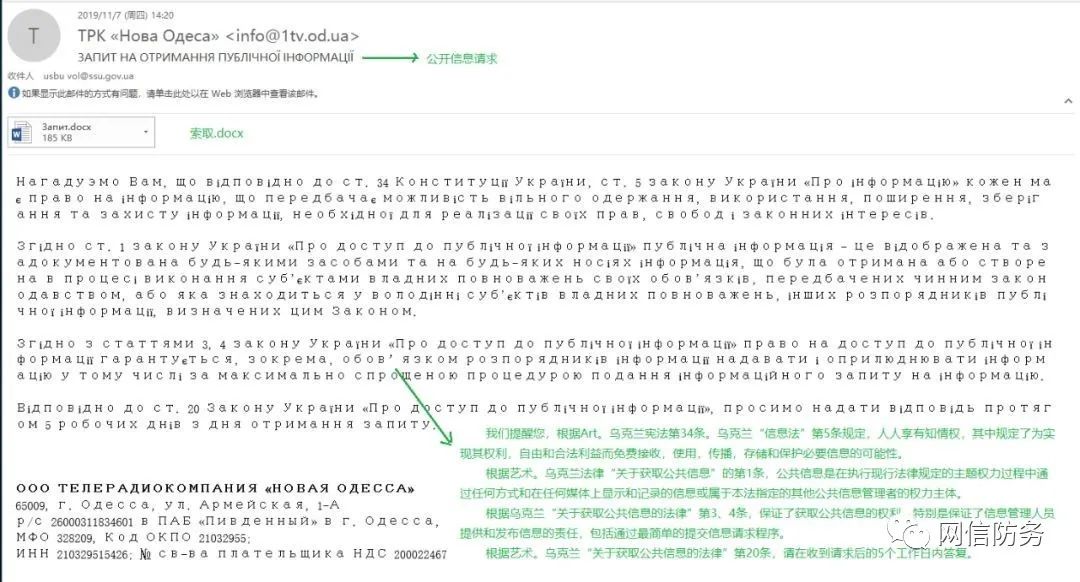 2019/11/7 (周四) 14:20
T
ТРК «Нова Одеса» <info@1tv.od.ua>
ЗАПИТ НА ОТРИМАННЯ ПУБЛІЧНОЇ ІНФОРМАЦІЇ
公开信息请求
收件人 usbu vol@ssu.gov.ua
如果显示此邮件的方式有问题，请单击此处以在 Web 浏览器中查看该邮件。
Запит.docx
185 KB
索取.docx
Нагадуэмо Вам, що відповідно до ст. 34 Конституції України, ст. 5 закону України «Про інформацію» кожен ма
є право на інформацію, що передбачає можливість вільного одержання, використання, поширення, зберіг
ання та захисту інформації, необхідної для реалізації своїх прав, свобод і законних інтересів.
Згідно ст. 1 закону України «Про доступ до публічної інформації» публічна інформація – це відображена та з
адокументована будь-якими засобами та на будь-яких носіях інформація, що була отримана або створе
на в процесі виконання суб’єктами владних повноважень своїх обов’язків, передбачених чинним закон
одавством, або яка знаходиться у володінні суб’єктів владних повноважень, інших розпорядників публі
чної інформації, визначених цим Законом.
Згідно з статтями 3, 4 закону України «Про доступ до публічної інформації» право на доступ до публічної ін
формації гарантується, зокрема, обов’ язком розпорядників інформації надавати і оприлюднювати інформ
ацію у тому числі за максимально спрощеною процедурою подання інформаційного запиту на інформацію.
Відповідно до ст. 20 Закону України «Про доступ до публічної інформації», просимо надати відповідь протяг
ом 5 робочих днів з дня отримання запиту.
我们提醒您，根据Art。乌克兰宪法第34条。乌克兰“信息法”第5条规定，人人享有知情权，其中规定了为实
现其权利，自由和合法利益而免费接收，使用，传播，存储和保护必要信息的可能性。
根据艺术。乌克兰法律“关于获取公共信息”的第1条，公共信息是在执行现行法律规定的主题权力过程中通
过任何方式和在任何媒体上显示和记录的信息或属于本法指定的其他公共信息管理者的权力主体。
根据乌克兰“关于获取公共信息的法律”第3、4条，保证了获取公共信息的权利，特别是保证了信息管理人员
提供和发布信息的责任，包括通过最简单的提交信息请求程序。
根据艺术。乌克兰“关于获取公共信息的法律”第20条，请在收到请求后的5个工作日内答复。
ООО ТЕЛЕРАДИОКОМПАНИЯ «НОВАЯ ОДЕССА»
65009, г. Одесса, ул. Армейская, 1-А
р/с 26000311834601 в ПАБ «Пивденный» в г. Одесса,
МФО 328209, Код ОКПО 21032955;
ИНН 210329515426; № св-ва плательщика НДС 200022467
网信防务